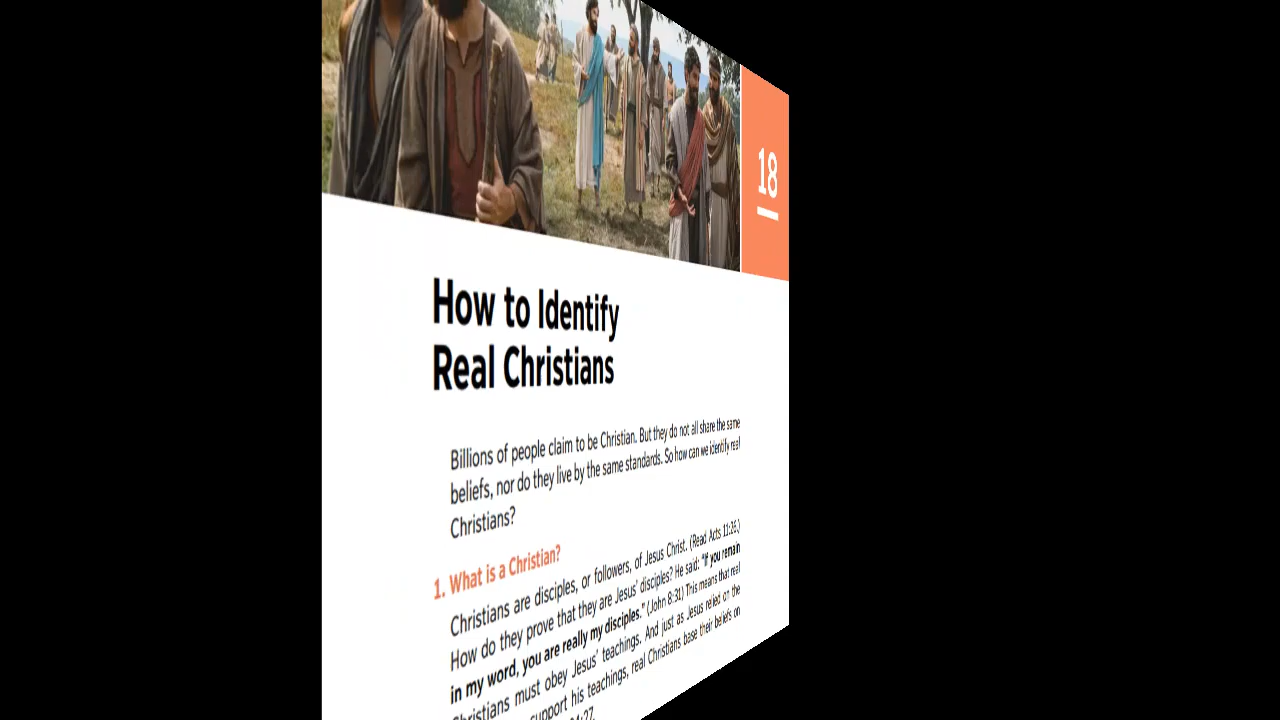 18
How to Identify
Real Christians
Billions of people claim to be Christian. But they do not all share the same
beliefs, nor do they live by the same standards. So how can we identify real
Christians?
1. What is a Christian?
Christians are disciples, or followers, of Jesus Christ. (Read Acts 11:26.)
How do they prove that they are Jesus’ disciples? He said: “If you remain
in my word, you are really my disciples.” (John 8:31) This means that real
Christians must obey Jesus’ teachings. And just as Jesus relied on the
support his teachings, real Christians base their beliefs on
24:27.